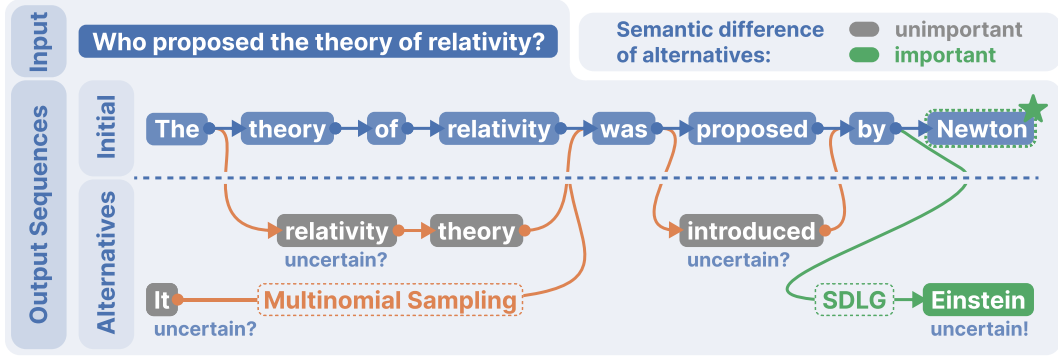 Input
Who proposed the theory of relativity?
Semantic difference
of alternatives:
unimportant
important
Output Sequences
Initial
The theory of relativity was proposed by Newton
Alternatives
relativity theory introduced
uncertain? uncertain?
It Multinomial Sampling SDLG Einstein
uncertain? uncertain!